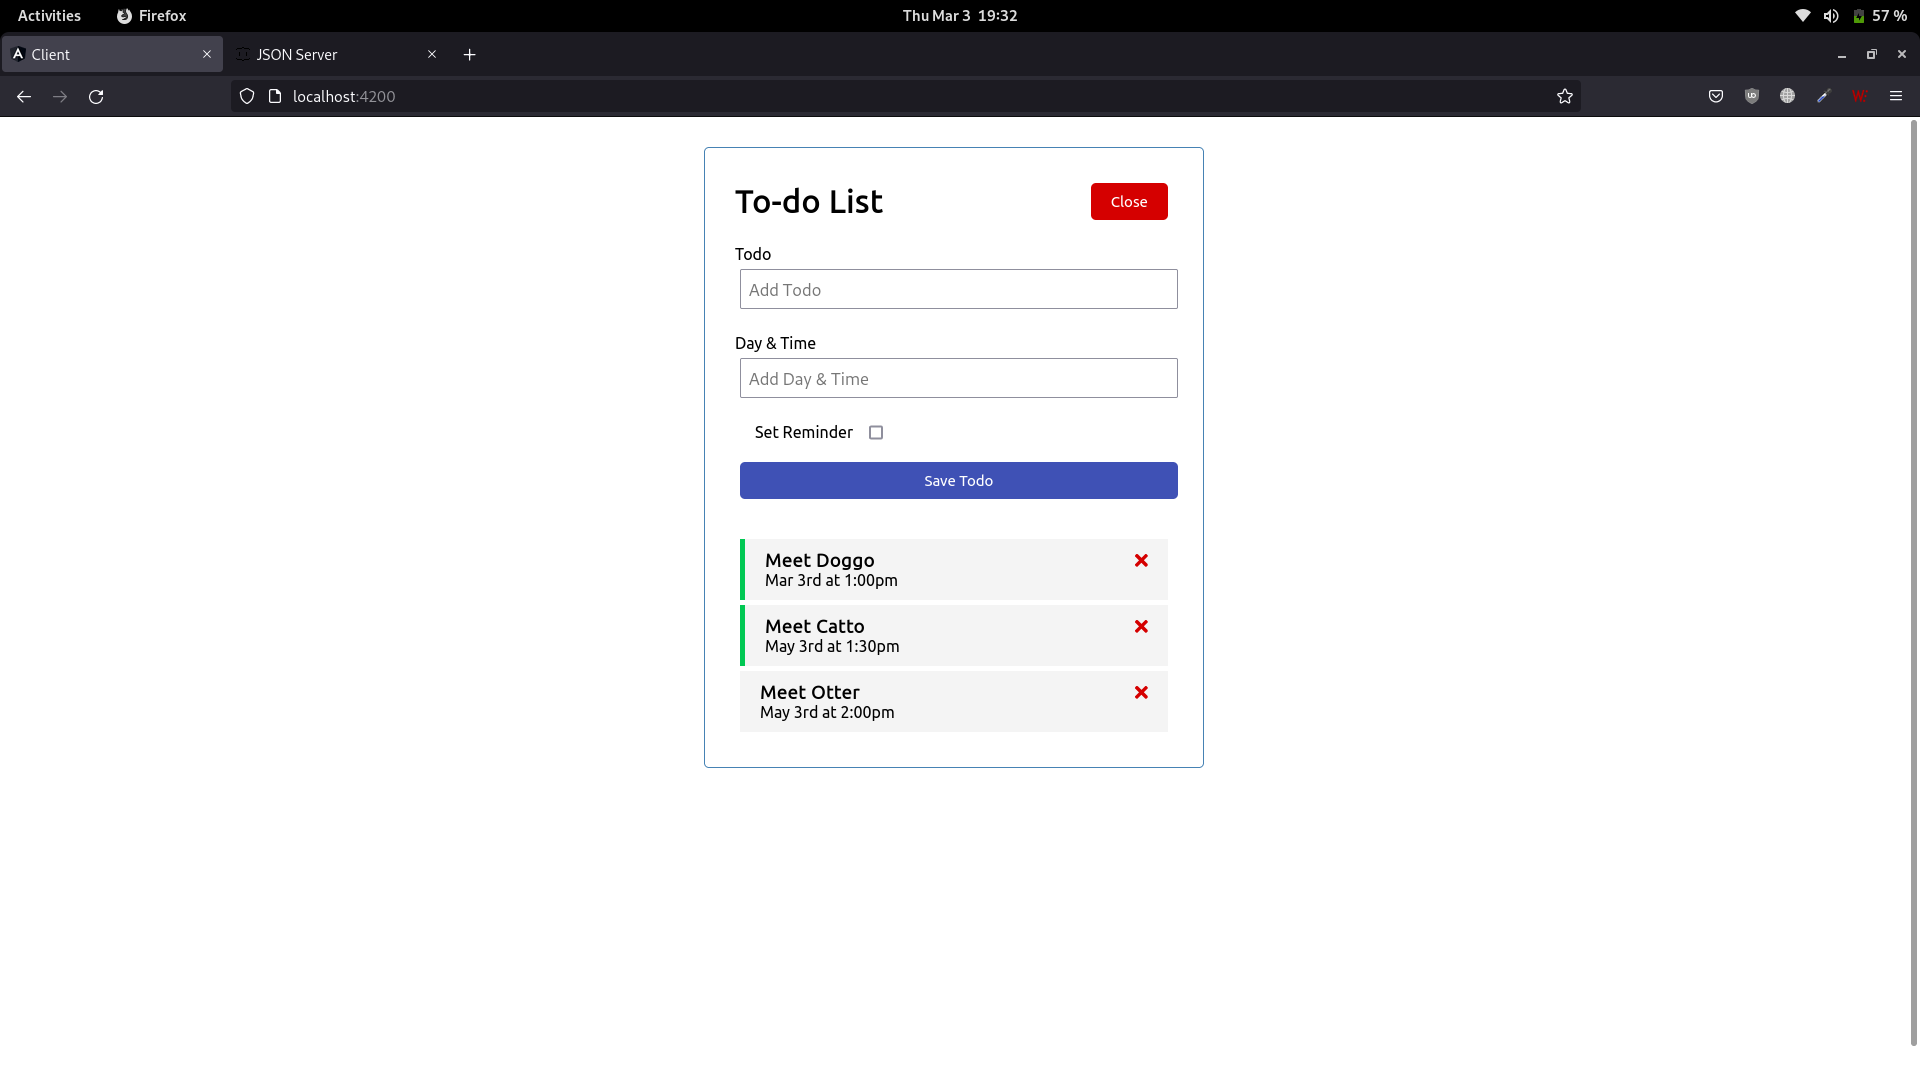 Activities Firefox Thu Mar 3 19:32 57 %
Client JSON Server
localhost:4200
To-do List Close
Todo
Add Todo
Day & Time
Add Day & Time
Set Reminder
Save Todo
Meet Doggo
Mar 3rd at 1:00pm
Meet Catto
May 3rd at 1:30pm
Meet Otter
May 3rd at 2:00pm